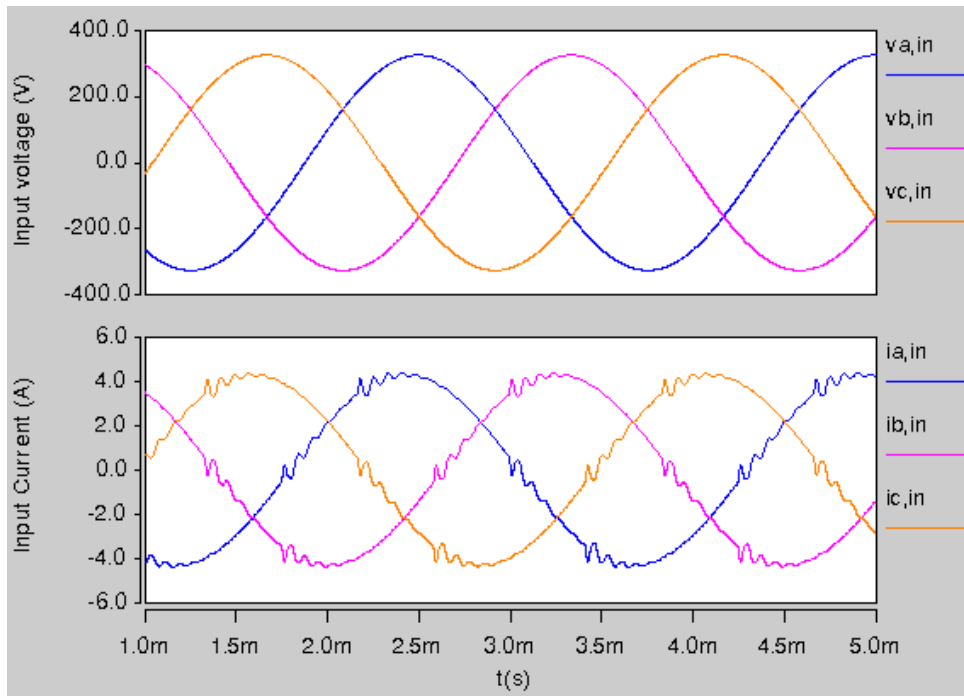 Input voltage (V)
400.0
200.0
0.0
-200.0
-400.0
va,in
vb,in
vc,in
Input Current (A)
6.0
4.0
2.0
0.0
-2.0
-4.0
-6.0
ia,in
ib,in
ic,in
1.0m 1.5m 2.0m 2.5m 3.0m 3.5m 4.0m 4.5m 5.0m
t(s)